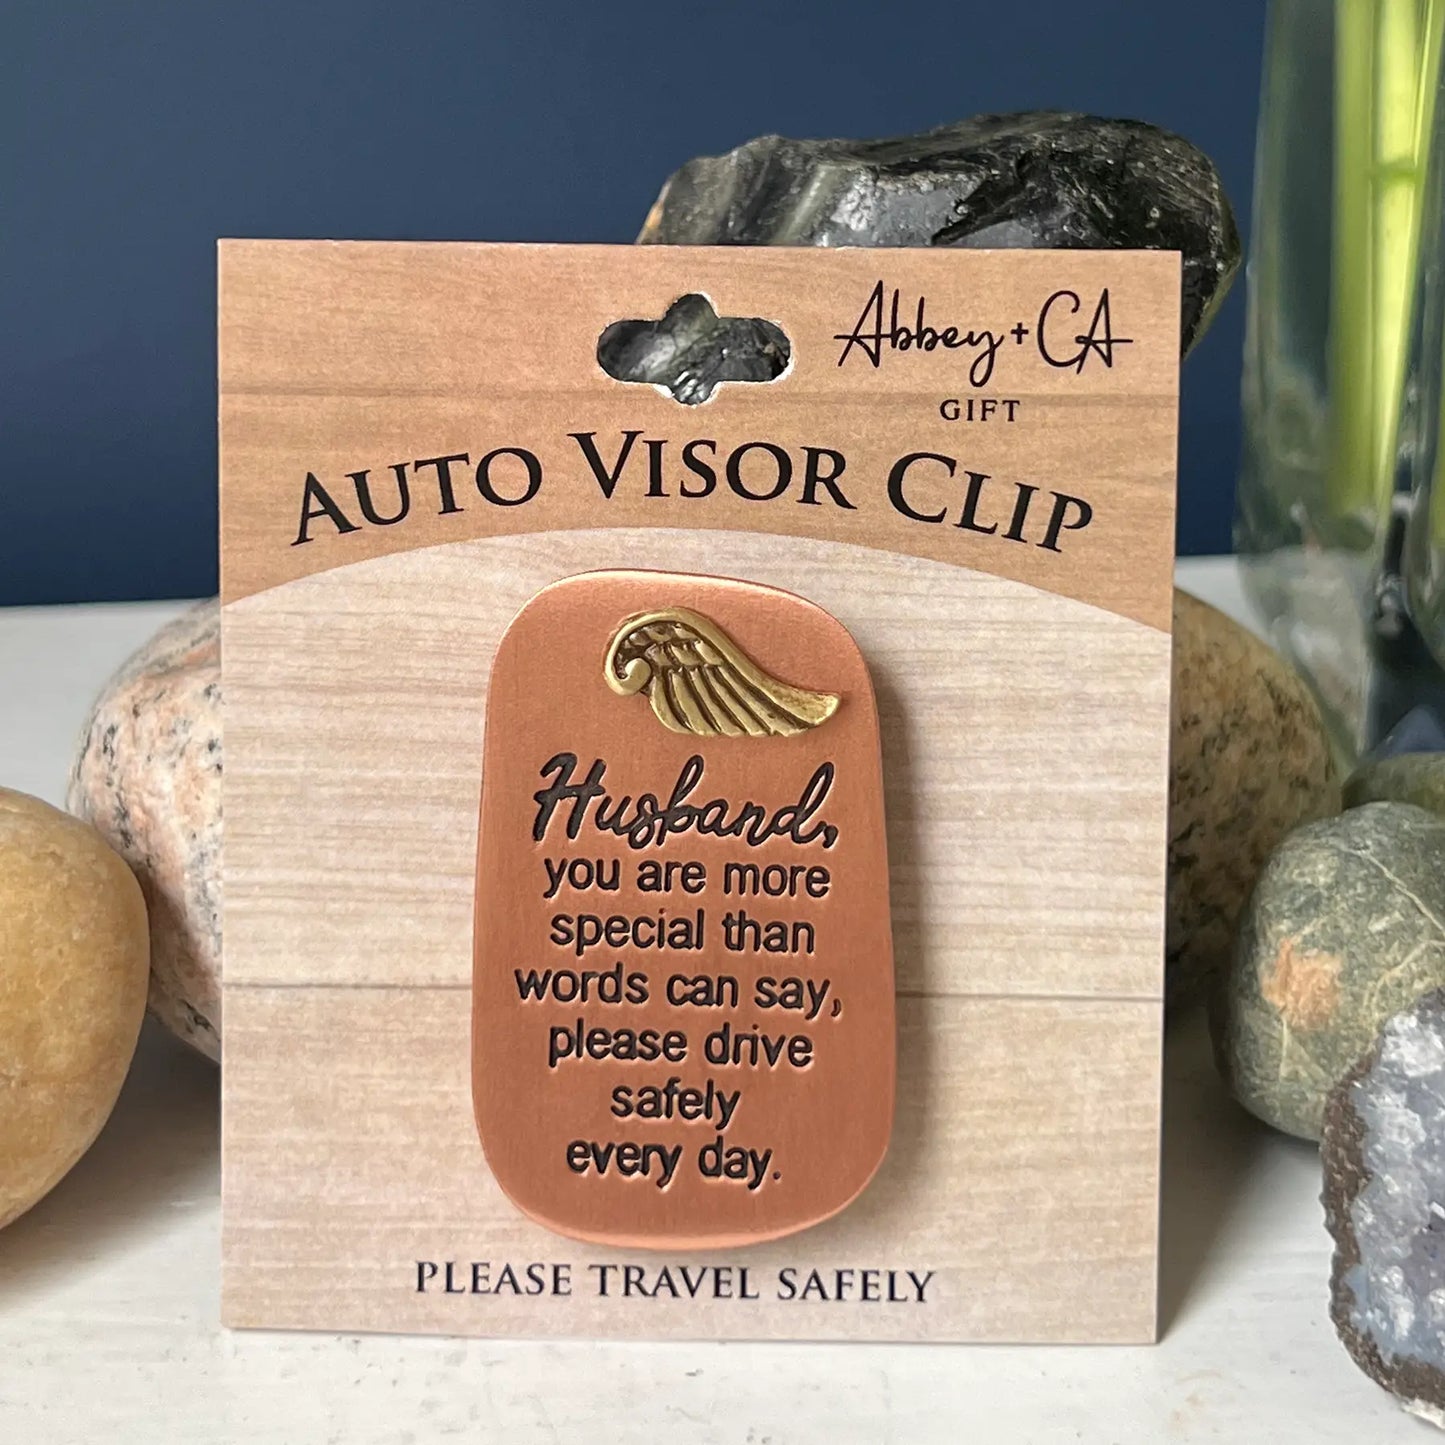 Abbey + CA
GIFT
AUTO VISOR CLIP
Husband,
you are more
special than
words can say,
please drive
safely
every day.
PLEASE TRAVEL SAFELY